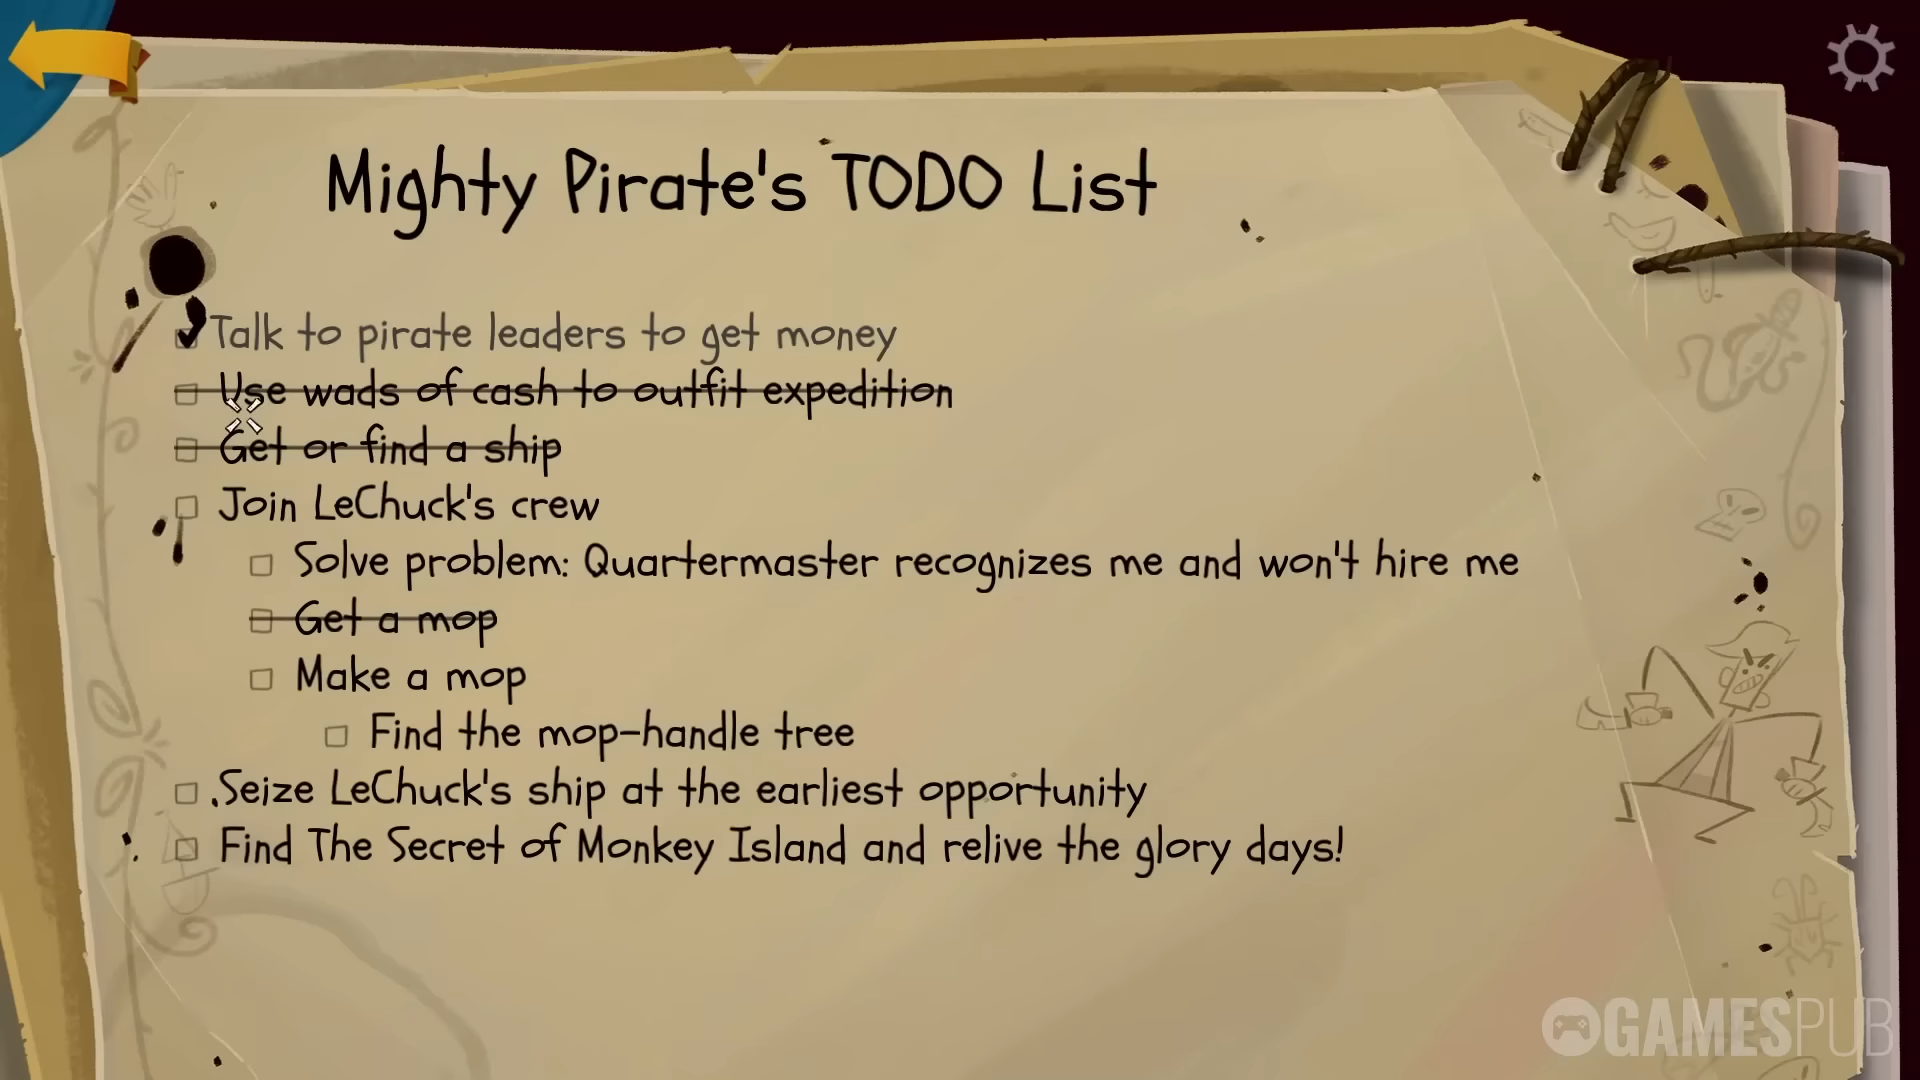 Mighty Pirate's TODO List
Talk to pirate leaders to get money
Use wads of cash to outfit expedition
Get or find a ship
Join LeChuck's crew
Solve problem: Quartermaster recognizes me and won't hire me
Get a mop
Make a mop
Find the mop-handle tree
Seize LeChuck's ship at the earliest opportunity
Find The Secret of Monkey Island and relive the glory days!
GAMESPUB